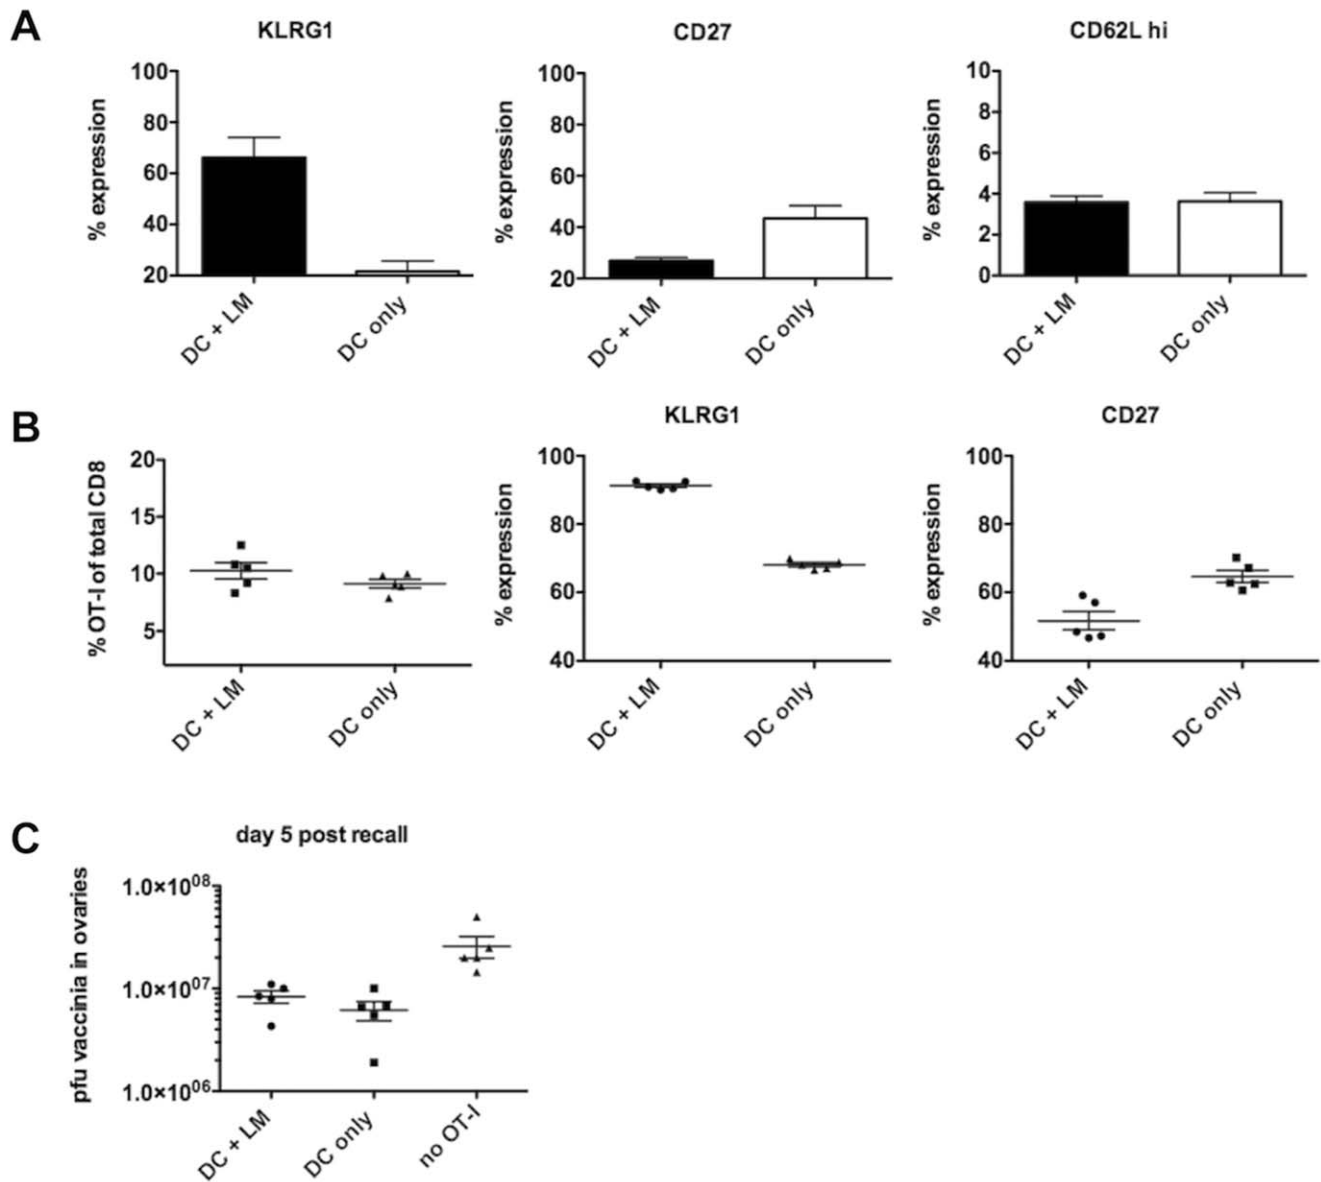 A
KLRG1
CD27
CD62L hi
% expression
100
80
60
40
20
DC + LM
DC only
% expression
100
80
60
40
20
DC + LM
DC only
% expression
10
8
6
4
2
0
DC + LM
DC only
B
KLRG1
CD27
% OT-I of total CD8
20
15
10
5
DC + LM
DC only
% expression
100
80
60
40
DC + LM
DC only
% expression
100
80
60
40
DC + LM
DC only
C
day 5 post recall
pfu vaccinia in ovaries
1.0×10⁰⁸
1.0×10⁰⁷
1.0×10⁰⁶
DC + LM
DC only
no OT-I